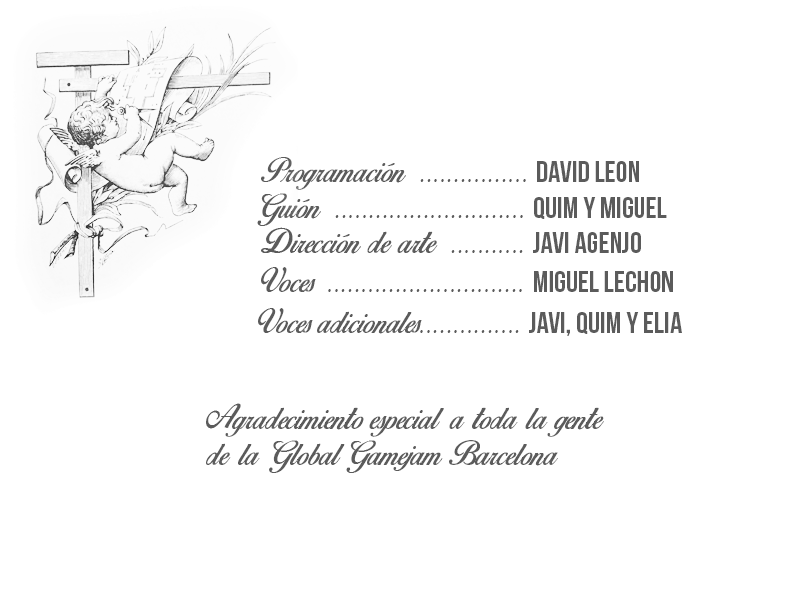 Programación ................ DAVID LEON
Guión ............................ QUIM Y MIGUEL
Dirección de arte ........... JAVI AGENJO
Voces ............................. MIGUEL LECHON
Voces adicionales............... JAVI, QUIM Y ELIA
Agradecimiento especial a toda la gente
de la Global Gamejam Barcelona